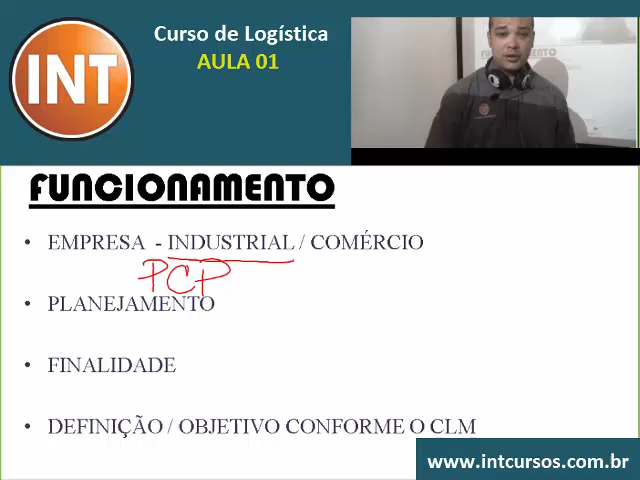 INT
Curso de Logística
AULA 01
FUNCIONAMENTO
• EMPRESA - INDUSTRIAL / COMÉRCIO
PCP
• PLANEJAMENTO
• FINALIDADE
• DEFINIÇÃO / OBJETIVO CONFORME O CLM
www.intcursos.com.br